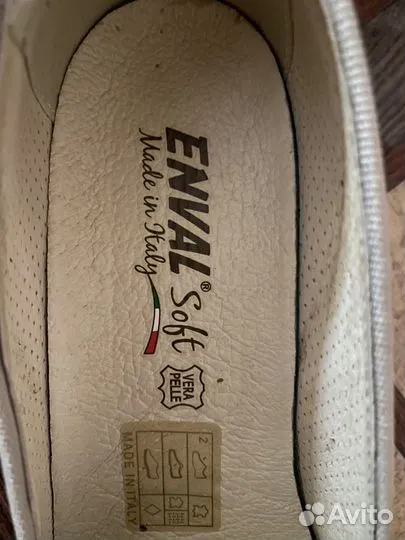 ENVAL® Soft
Made in Italy
VERA
PELLE
2
MADE IN ITALY
Avito